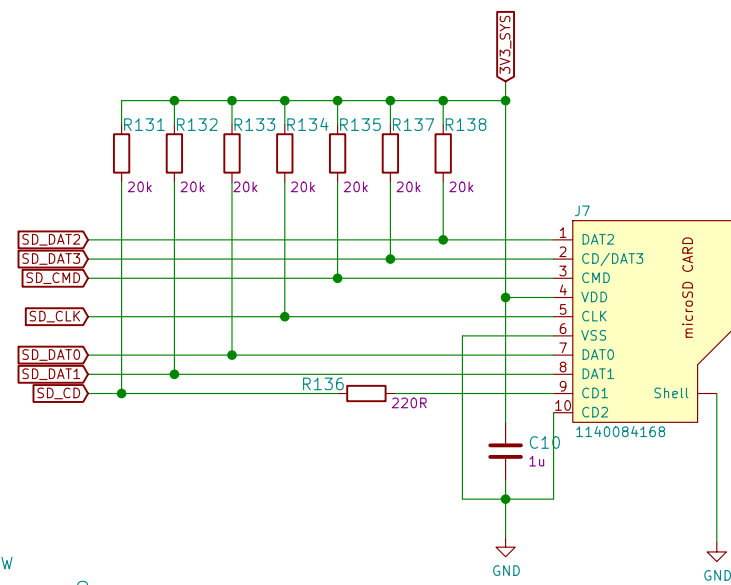 3V3_SYS
R131 R132 R133 R134 R135 R137 R138
20k 20k 20k 20k 20k 20k 20k
J7
SD_DAT2 1 DAT2
SD_DAT3 2 CD/DAT3
SD_CMD 3 CMD
4 VDD
SD_CLK 5 CLK
6 VSS
SD_DAT0 7 DAT0
SD_DAT1 8 DAT1
SD_CD R136 220R 9 CD1
10 CD2
microSD CARD
Shell
1140084168
C10
1u
GND
GND
W